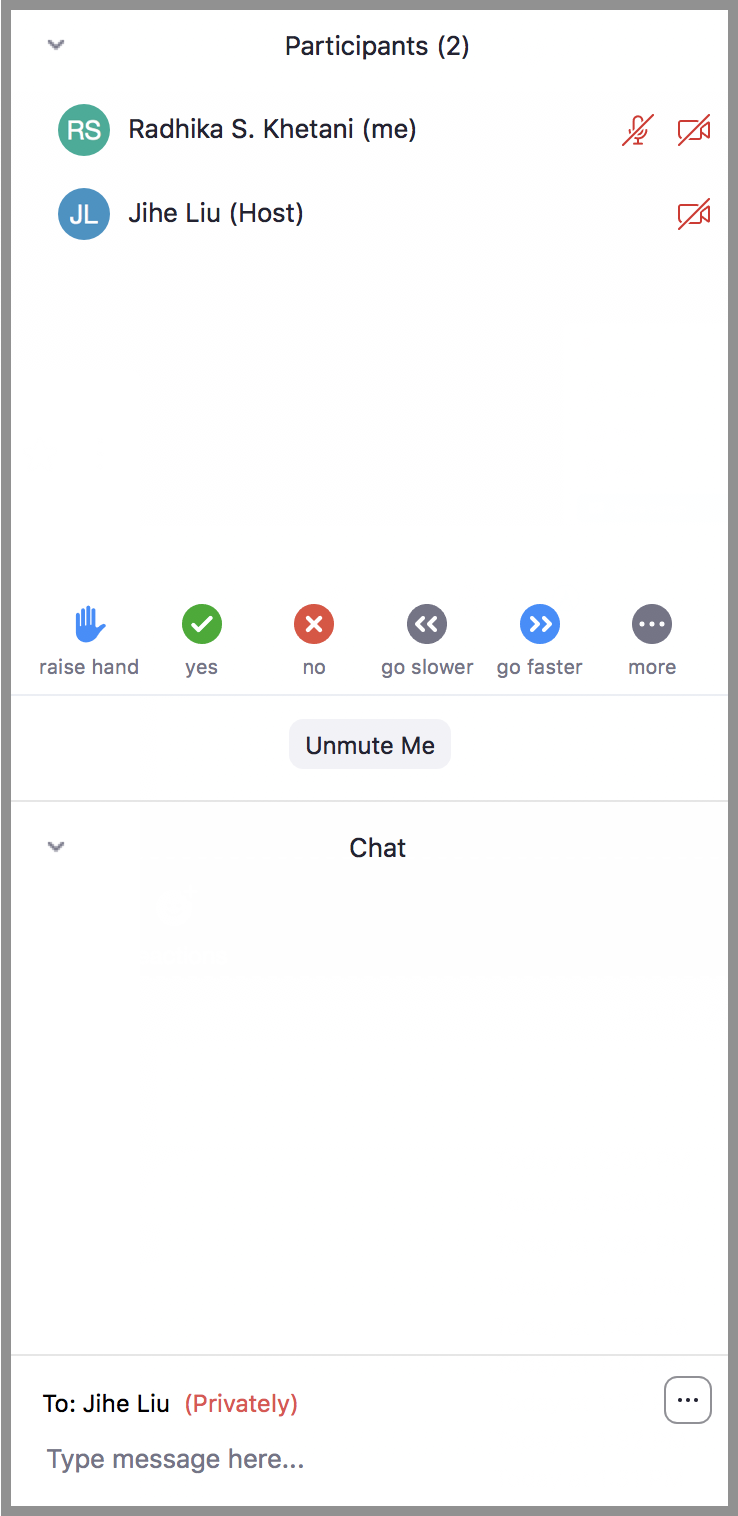 Participants (2)
RS Radhika S. Khetani (me)
JL Jihe Liu (Host)
raise hand yes no go slower go faster more
Unmute Me
Chat
To: Jihe Liu (Privately)
Type message here...